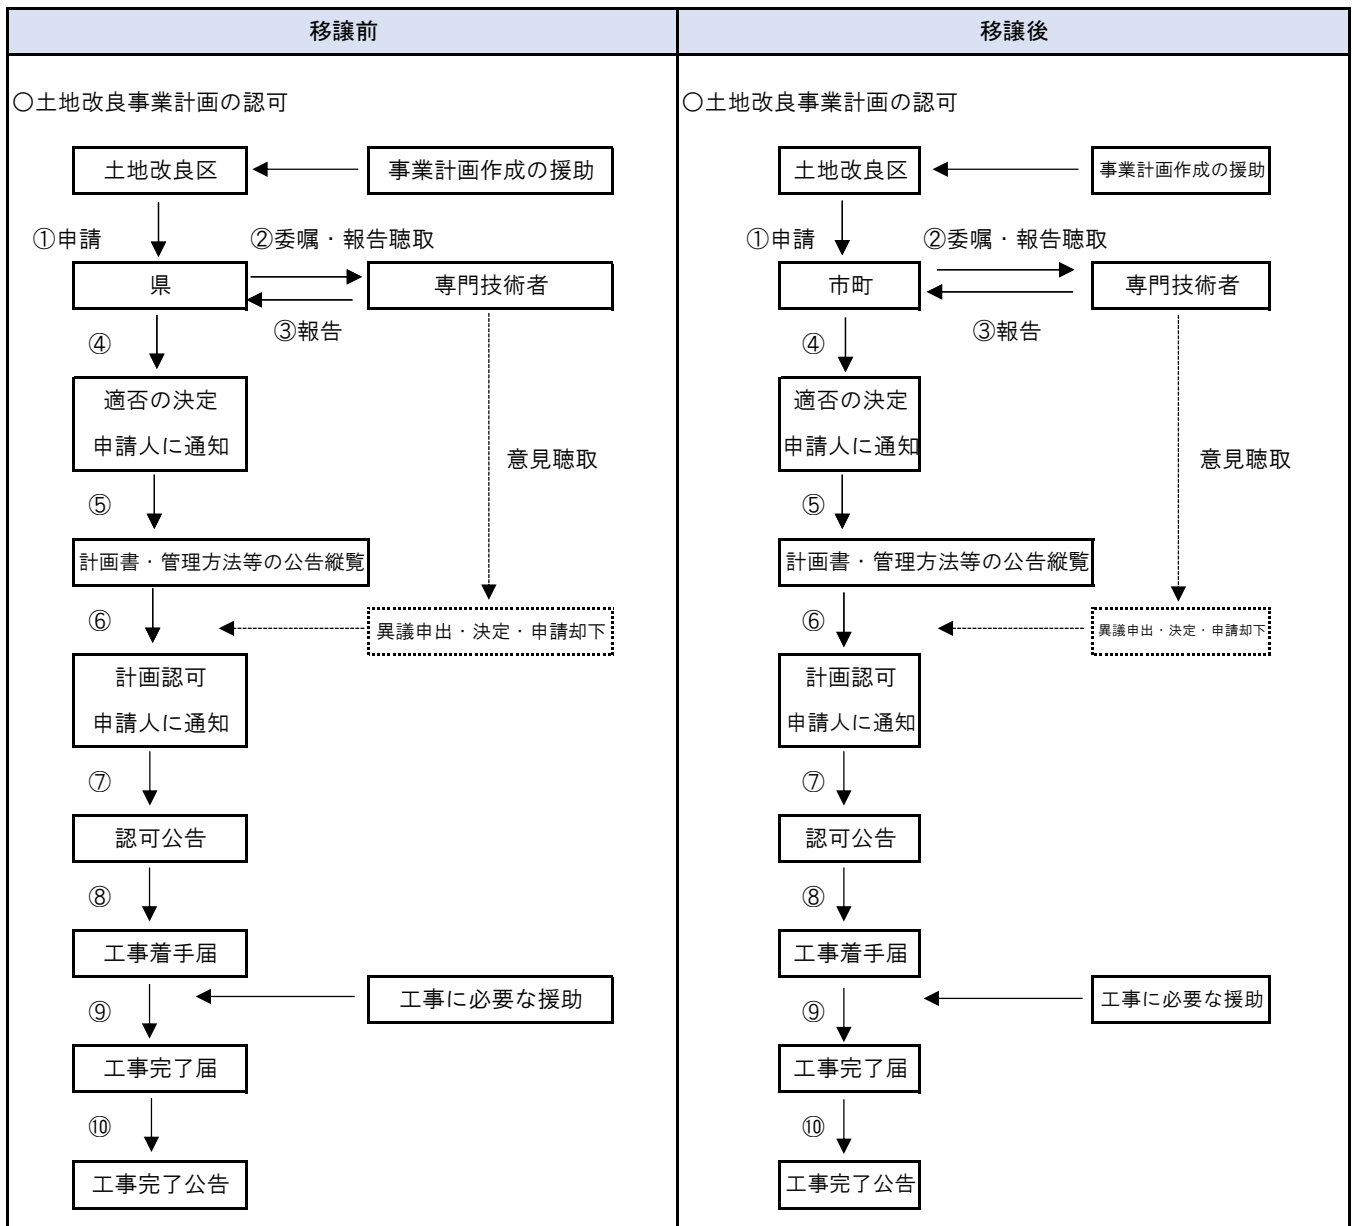 移譲前
〇土地改良事業計画の認可
土地改良区
事業計画作成の援助
①申請
②委嘱・報告聴取
県
専門技術者
③報告
④
適否の決定
申請人に通知
意見聴取
⑤
計画書・管理方法等の公告縦覧
⑥
異議申出・決定・申請却下
計画認可
申請人に通知
⑦
認可公告
⑧
工事着手届
工事に必要な援助
⑨
工事完了届
⑩
工事完了公告
移譲後
〇土地改良事業計画の認可
土地改良区
事業計画作成の援助
①申請
②委嘱・報告聴取
市町
専門技術者
③報告
④
適否の決定
申請人に通知
意見聴取
⑤
計画書・管理方法等の公告縦覧
⑥
異議申出・決定・申請却下
計画認可
申請人に通知
⑦
認可公告
⑧
工事着手届
工事に必要な援助
⑨
工事完了届
⑩
工事完了公告